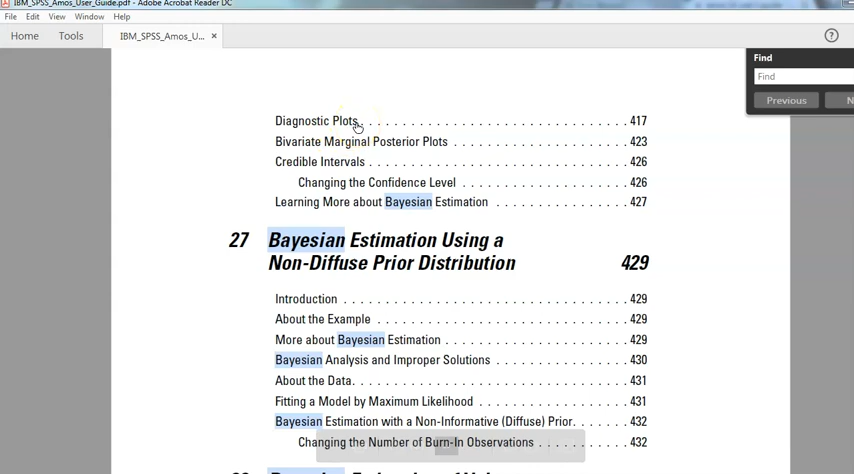 IBM_SPSS_Amos_User_Guide.pdf - Adobe Acrobat Reader DC
File Edit View Window Help
Home Tools IBM_SPSS_Amos_U... ×
Find
Find
Previous N
Diagnostic Plots. . . . . . . . . . . . . . . . . . . . . . . . . . . . . . . 417
Bivariate Marginal Posterior Plots . . . . . . . . . . . . . . . . . . . . 423
Credible Intervals . . . . . . . . . . . . . . . . . . . . . . . . . . . . . . 426
Changing the Confidence Level . . . . . . . . . . . . . . . . . . . 426
Learning More about Bayesian Estimation . . . . . . . . . . . . . . . 427
27 Bayesian Estimation Using a
Non-Diffuse Prior Distribution 429
Introduction . . . . . . . . . . . . . . . . . . . . . . . . . . . . . . . . . 429
About the Example . . . . . . . . . . . . . . . . . . . . . . . . . . . . . 429
More about Bayesian Estimation . . . . . . . . . . . . . . . . . . . . . 429
Bayesian Analysis and Improper Solutions . . . . . . . . . . . . . . . 430
About the Data. . . . . . . . . . . . . . . . . . . . . . . . . . . . . . . . 431
Fitting a Model by Maximum Likelihood . . . . . . . . . . . . . . . . . 431
Bayesian Estimation with a Non-Informative (Diffuse) Prior. . . . . . . 432
Changing the Number of Burn-In Observations . . . . . . . . . . . 432